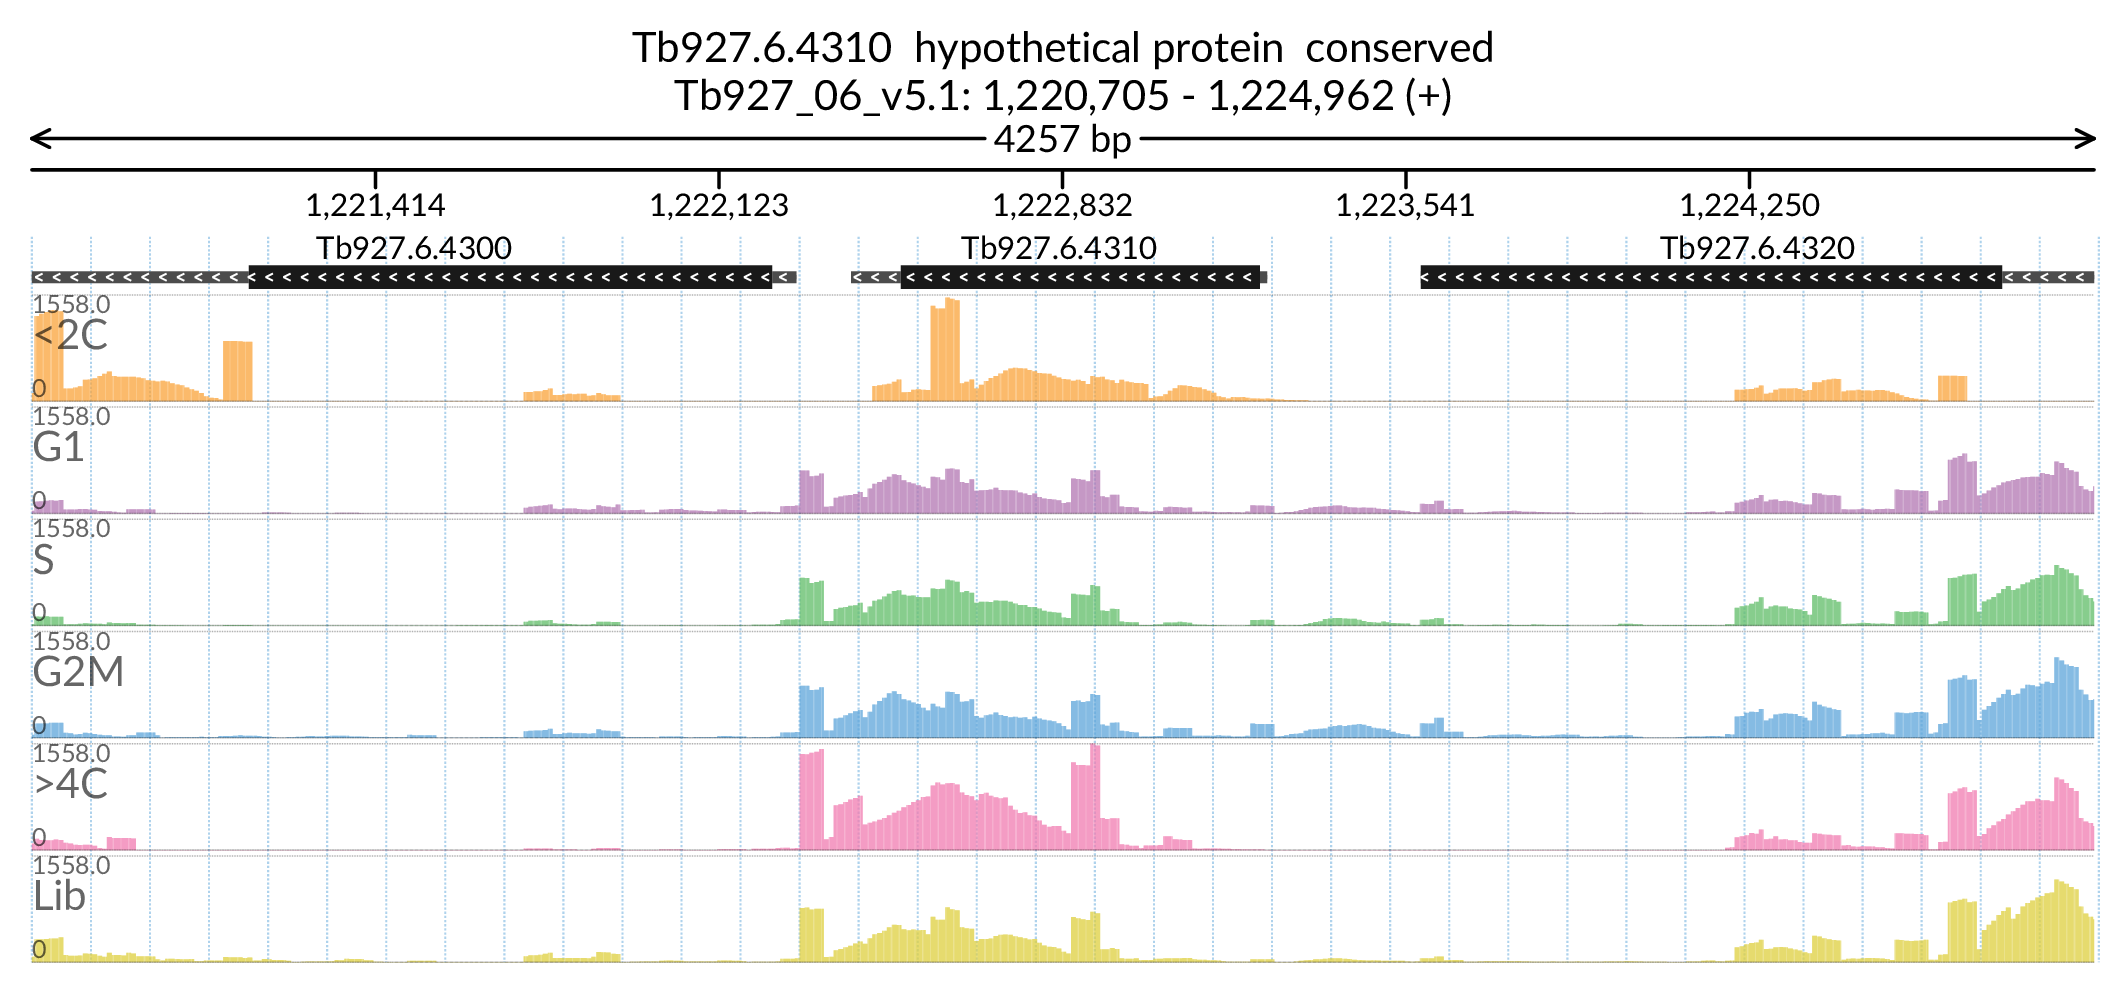 Tb927.6.4310  hypothetical protein  conserved
Tb927_06_v5.1: 1,220,705 - 1,224,962 (+)
4257 bp
1,221,414 1,222,123 1,222,832 1,223,541 1,224,250
Tb927.6.4300 Tb927.6.4310 Tb927.6.4320
1558.0
<2C
0
1558.0
G1
0
1558.0
S
0
1558.0
G2M
0
1558.0
>4C
0
1558.0
Lib
0